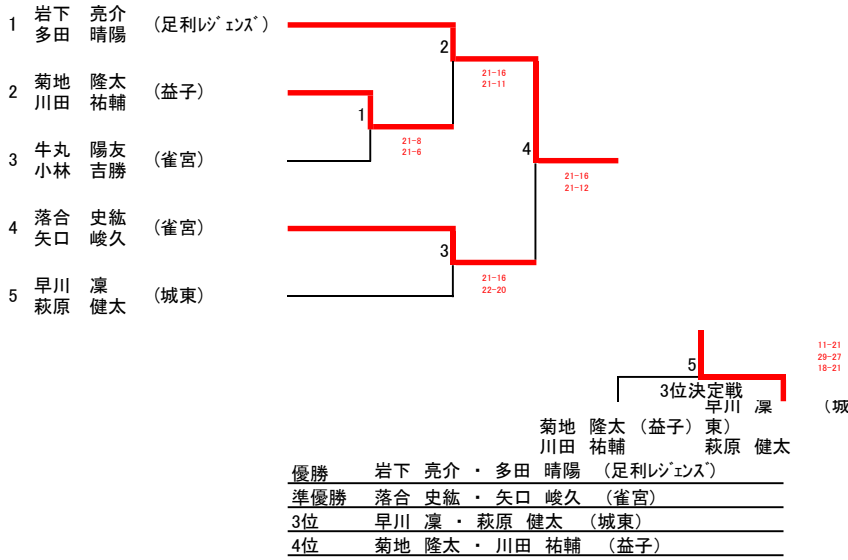 1 岩下 亮介 (足利ﾚｼﾞｪﾝｽﾞ)
多田 晴陽
2 菊地 隆太 (益子)
川田 祐輔
3 牛丸 陽友 (雀宮)
小林 吉勝
4 落合 史紘 (雀宮)
矢口 峻久
5 早川 凜 (城東)
萩原 健太
2
21-16
21-11
1
21-8
21-6
4
21-16
21-12
3
21-16
22-20
5
11-21
29-27
18-21
3位決定戦
早川 凜 (城
東)
萩原 健太
菊地 隆太 (益子)
川田 祐輔
優勝 岩下 亮介 ・ 多田 晴陽 (足利ﾚｼﾞｪﾝｽﾞ)
準優勝 落合 史紘 ・ 矢口 峻久 (雀宮)
3位 早川 凜 ・ 萩原 健太 (城東)
4位 菊地 隆太 ・ 川田 祐輔 (益子)